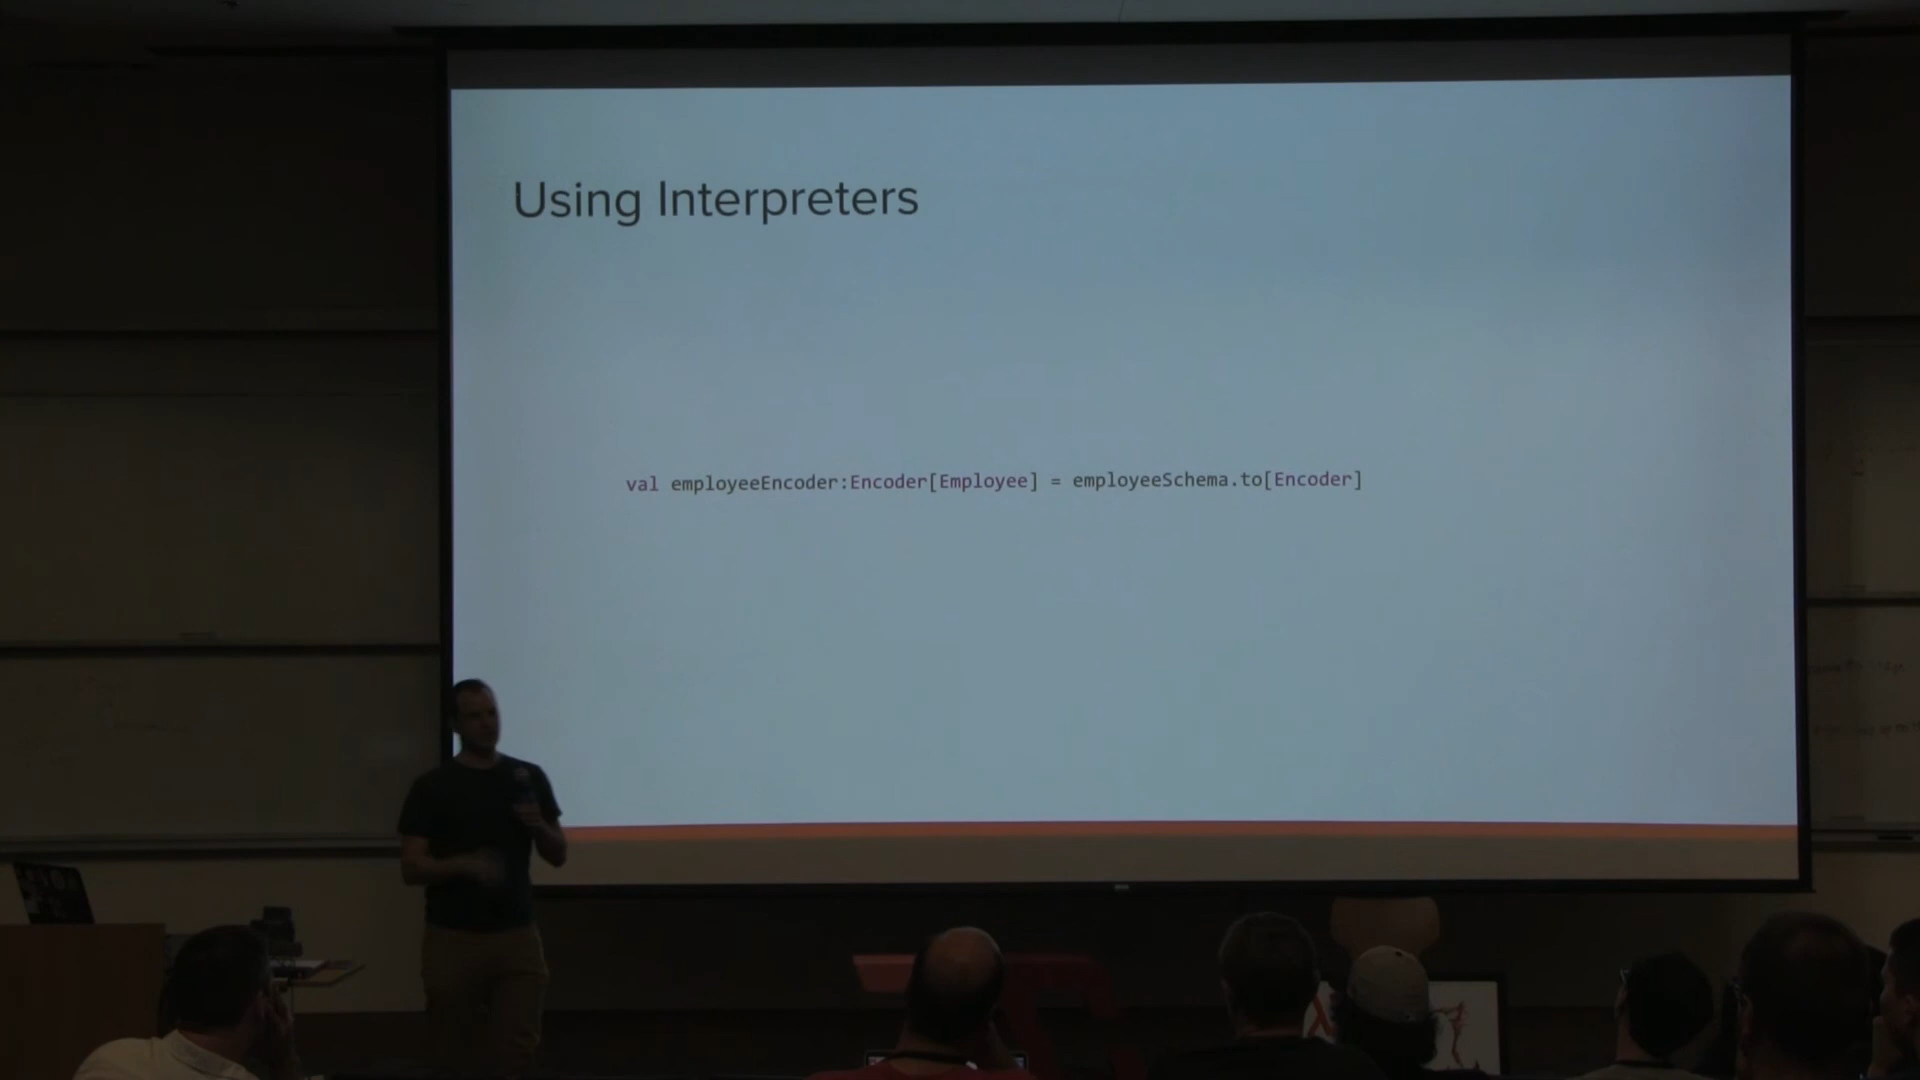 Using Interpreters
val employeeEncoder:Encoder[Employee] = employeeSchema.to[Encoder]